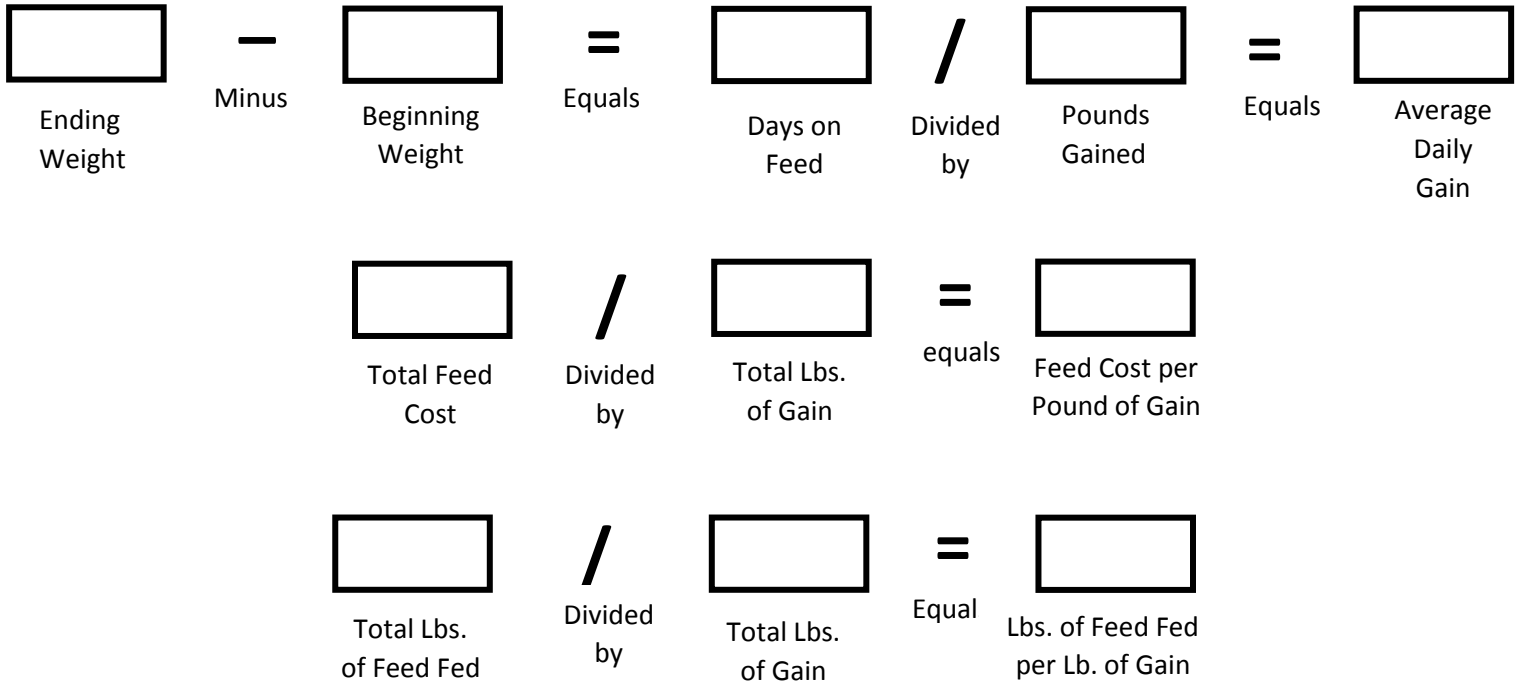 –
=
/
=
Minus
Equals
Ending
Weight
Beginning
Weight
Days on
Feed
Divided
by
Pounds
Gained
Equals
Average
Daily
Gain
/
=
Total Feed
Cost
Divided
by
Total Lbs.
of Gain
equals
Feed Cost per
Pound of Gain
/
=
Total Lbs.
of Feed Fed
Divided
by
Total Lbs.
of Gain
Equal
Lbs. of Feed Fed
per Lb. of Gain